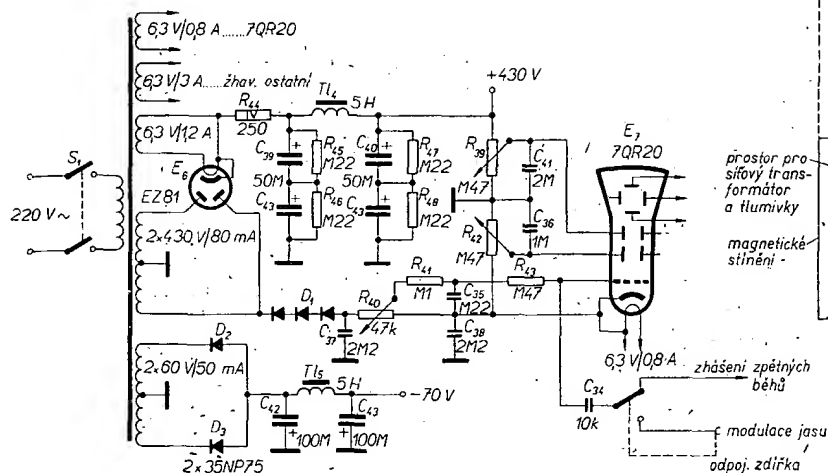 6,3 V/0,8 A......7QR20
6,3 V/3 A......žhav. ostatní
6,3 V/1,2 A
S₁
220 V~
E₆
EZ81
2×430 V/80 mA
R₄₄
250
Tl₄
5 H
C₃₉
50M
R₄₅
M22
C₄₀
50M
R₄₇
M22
C₄₃
R₄₆
M22
C₄₃
R₄₈
M22
+430 V
R₃₉
M47
C₄₁
2M
R₄₂
M47
C₃₆
1M
E₇
7QR20
D₁
R₄₀
47k
C₃₇
2M2
R₄₁
M1
C₃₅
M22
R₄₃
M47
C₃₈
2M2
6,3 V/0,8 A
D₂
2×60 V/50 mA
D₃
2×35NP75
Tl₅
5 H
C₄₂
100M
C₄₃
100M
-70 V
C₃₄
10k
zhášení zpětných
běhů
modulace jasu
odpoj. zdířka
prostor pro
síťový trans-
formátor
a tlumivky
magnetické
stínění